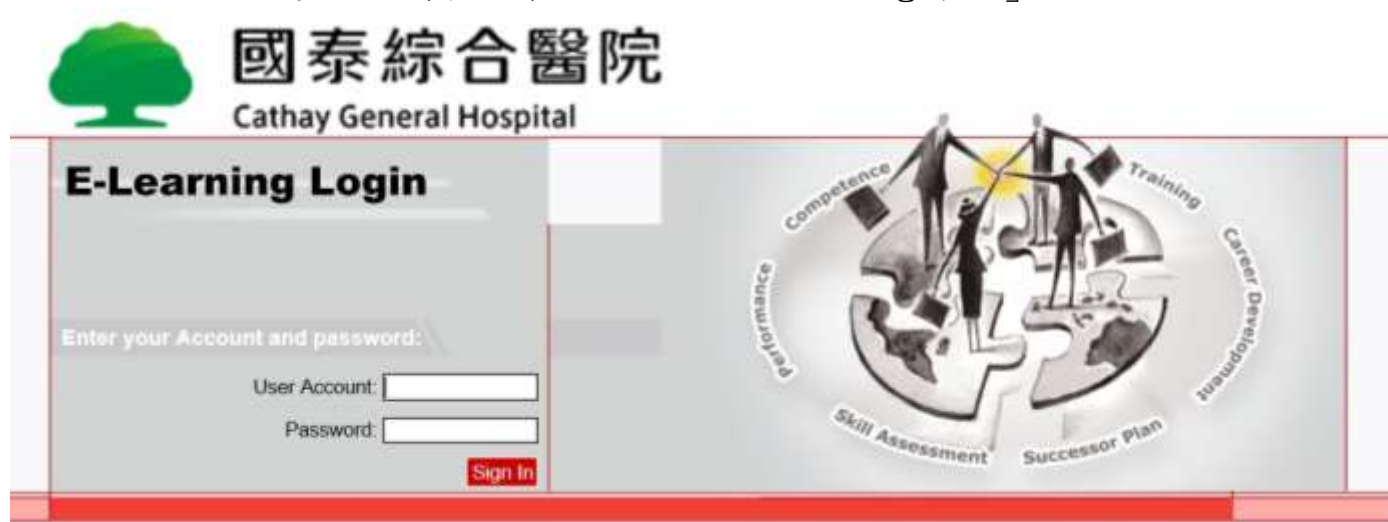 國泰綜合醫院
Cathay General Hospital
E-Learning Login
Enter your Account and password:
User Account:
Password:
Sign In
Competence
Training
Career Development
Successor Plan
Skill Assessment
Performance